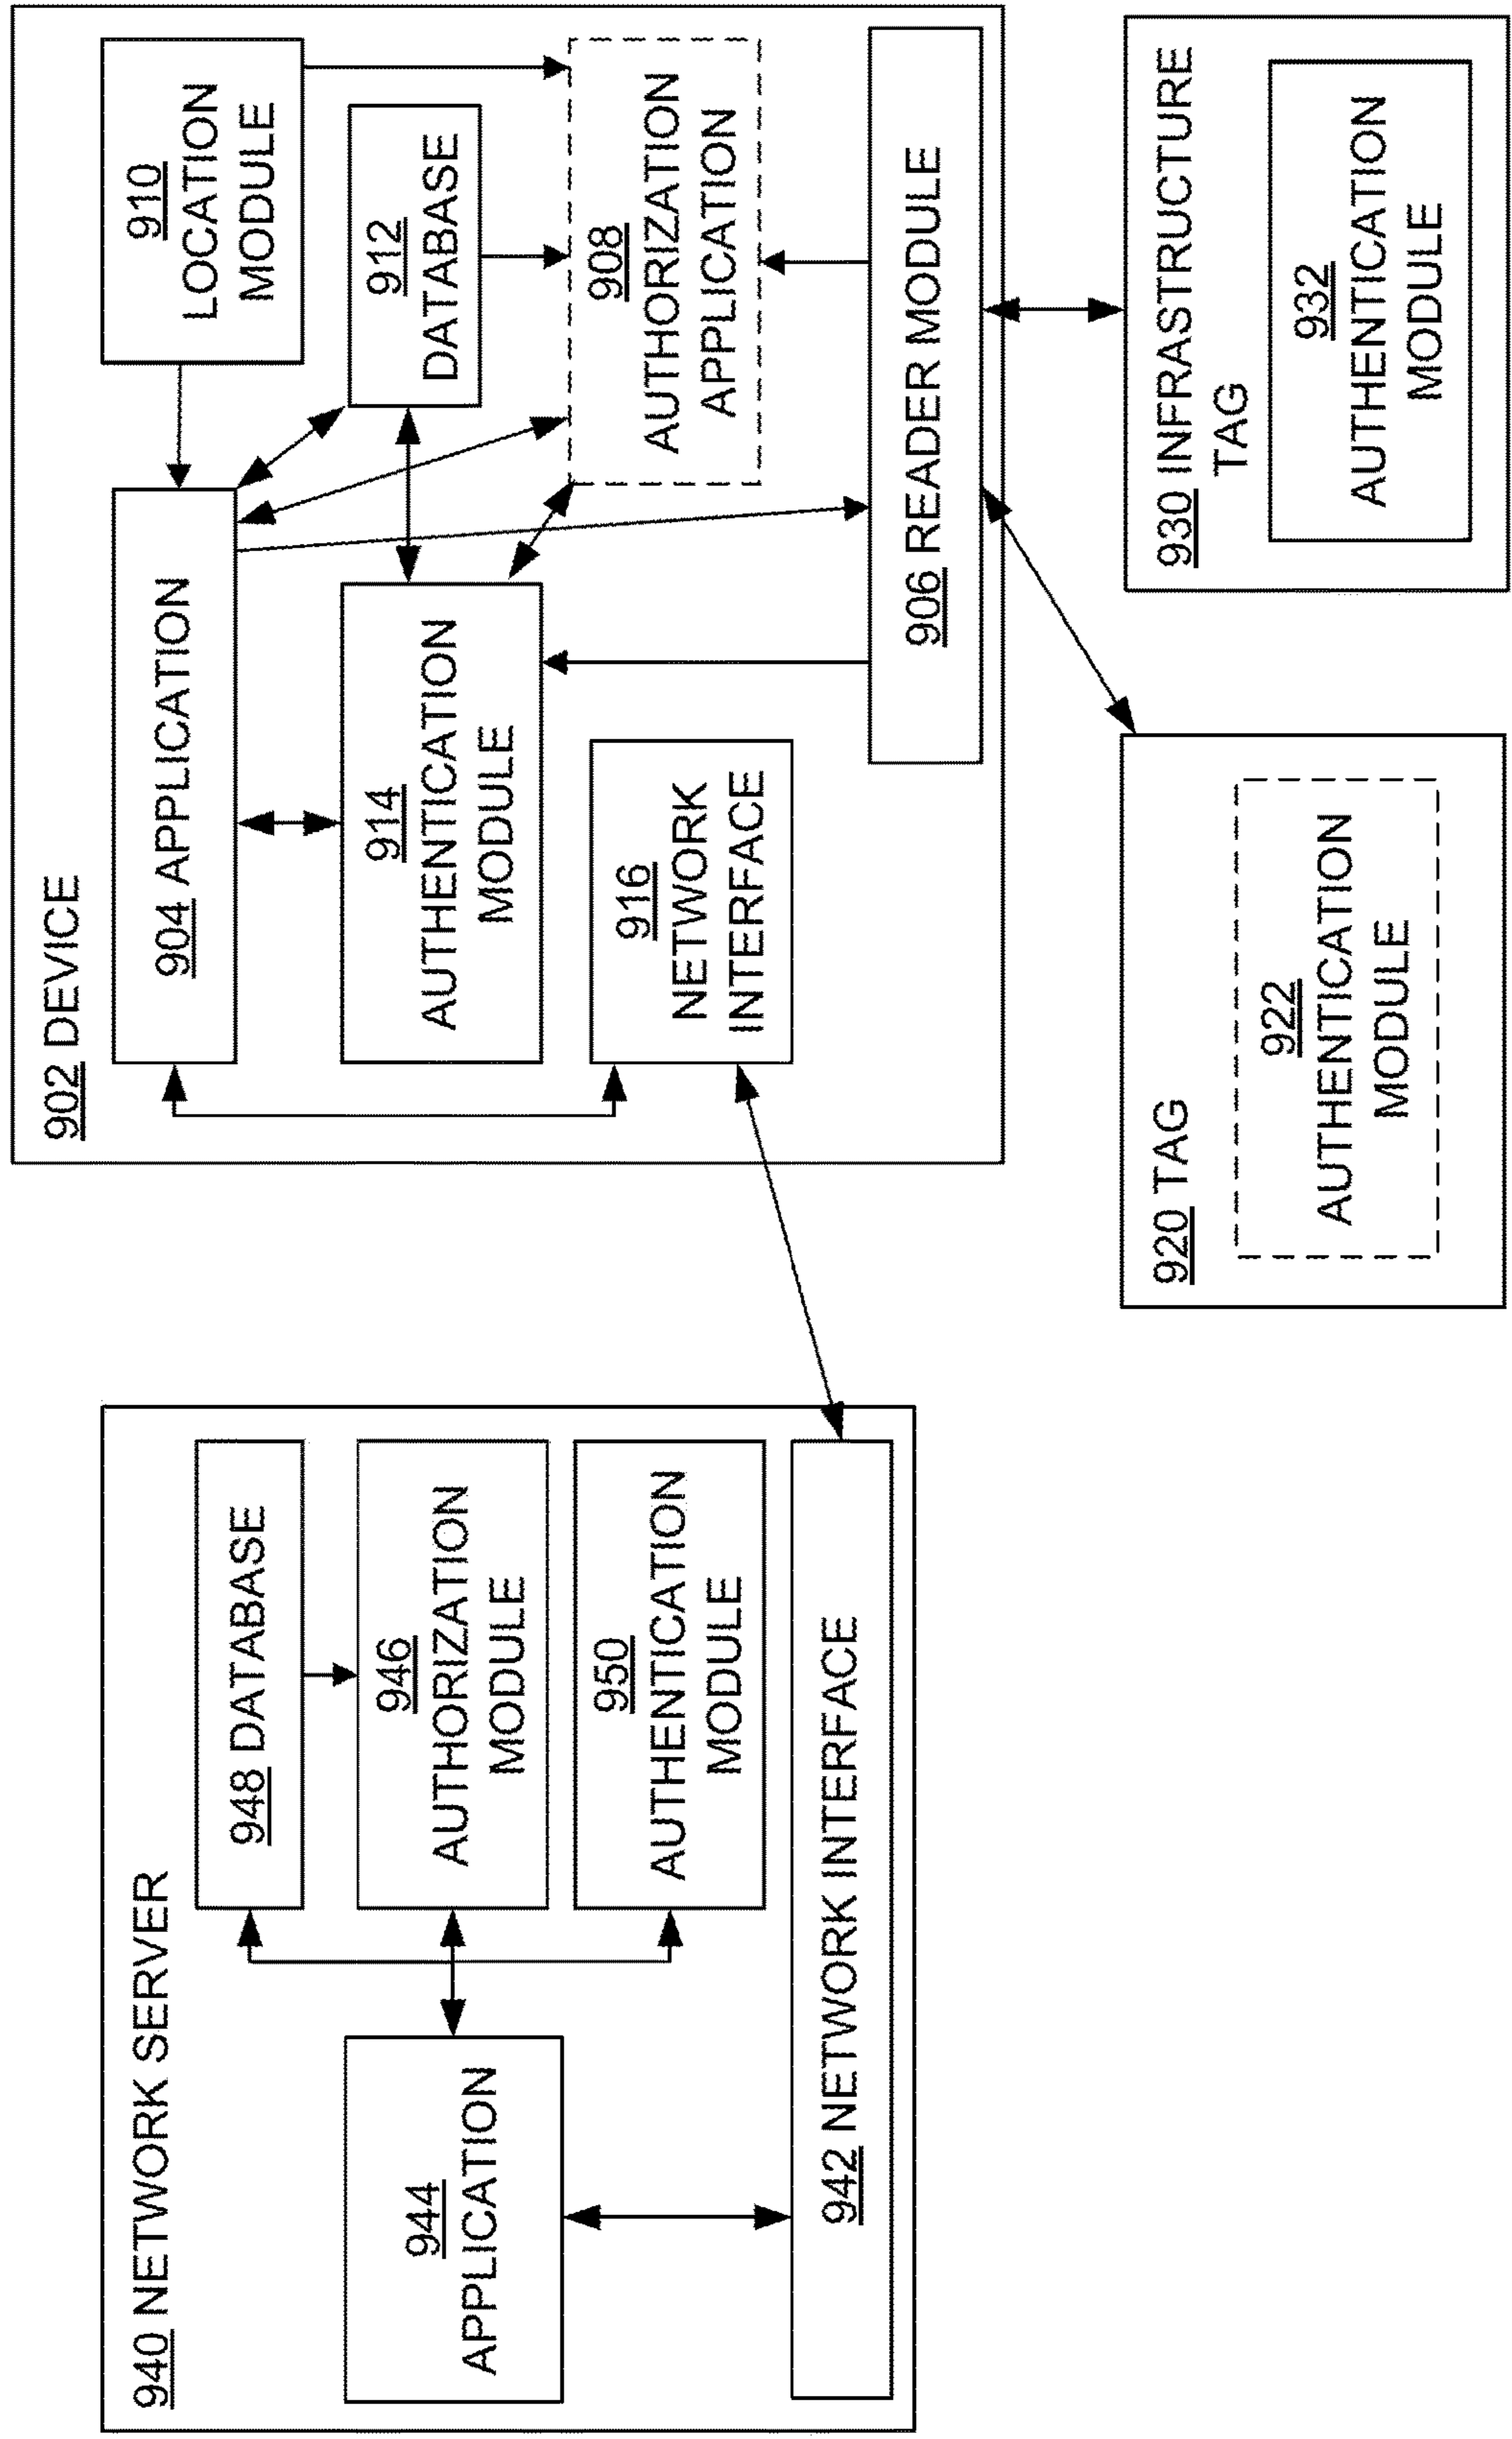 940 NETWORK SERVER
948 DATABASE
946
AUTHORIZATION
MODULE
944
APPLICATION
950
AUTHENTICATION
MODULE
942 NETWORK INTERFACE
902 DEVICE
904 APPLICATION
910
LOCATION
MODULE
914
AUTHENTICATION
MODULE
912
DATABASE
916
NETWORK
INTERFACE
908
AUTHORIZATION
APPLICATION
906 READER MODULE
920 TAG
922
AUTHENTICATION
MODULE
930 INFRASTRUCTURE
TAG
932
AUTHENTICATION
MODULE